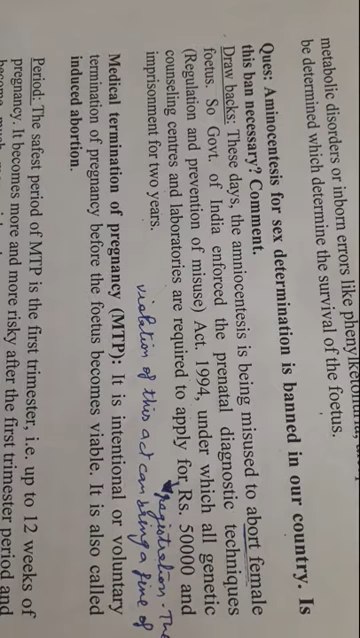 metabolic disorders or inborn errors like
be determined which determine the survival of the foetus.
Ques: Aminocentesis for sex determination is banned in our country. Is
this ban necessary? Comment.
Draw backs: These days, the amniocentesis is being misused to abort female
foetus. So Govt. of India enforced the prenatal diagnostic techniques
(Regulation and prevention of misuse) Act, 1994, under which all genetic
counseling centres and laboratories are required to apply for Rs. 50000 and
registration. The
imprisonment for two years.
violation of this act can bring a fine of
Medical termination of pregnancy (MTP): It is intentional or voluntary
termination of pregnancy before the foetus becomes viable. It is also called
induced abortion.
Period: The safest period of MTP is the first trimester, i.e. up to 12 weeks of
pregnancy. It becomes more and more risky after the first trimester period and